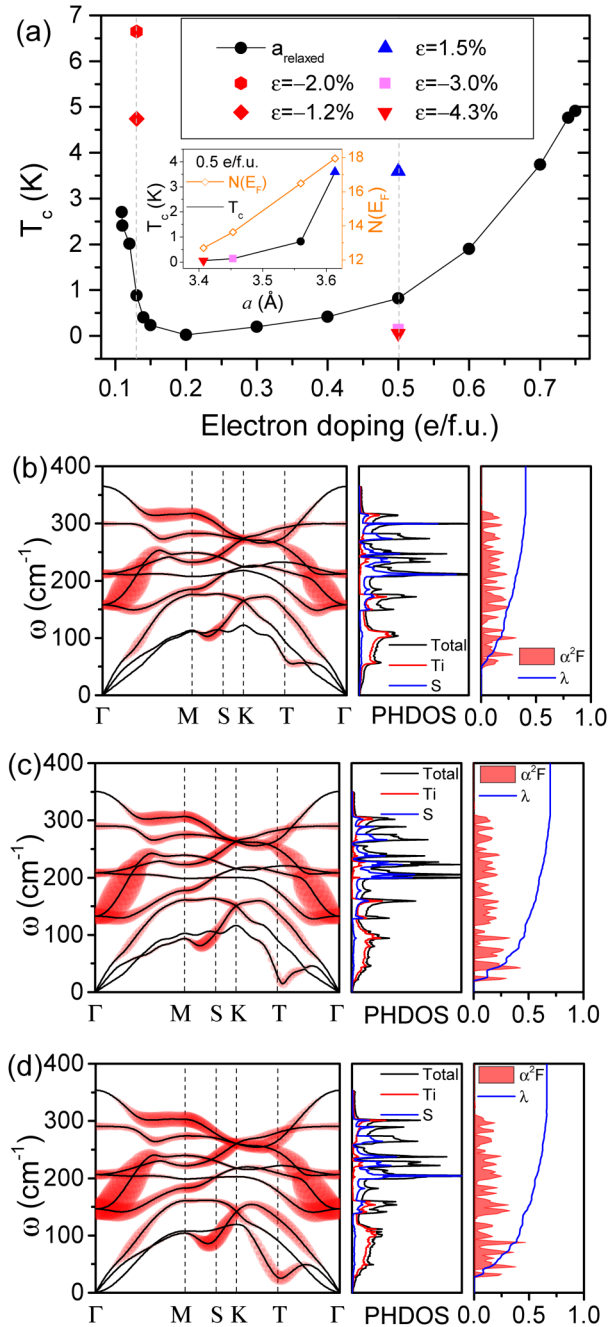 (a)
a_relaxed
ε=1.5%
ε=−2.0%
ε=−3.0%
ε=−1.2%
ε=−4.3%
7
6
5
4
3
2
1
0
T_c (K)
0.5 e/f.u.
N(E_F)
T_c
4
3
2
1
0
T_c (K)
18
16
14
12
N(E_F)
3.4
3.5
3.6
a (Å)
0.1
0.2
0.3
0.4
0.5
0.6
0.7
Electron doping (e/f.u.)
(b)
400
300
200
100
0
ω (cm⁻¹)
Γ
M
S
K
T
Γ
Total
Ti
S
PHDOS
α²F
λ
0.0
0.5
1.0
(c)
400
300
200
100
0
ω (cm⁻¹)
Γ
M
S
K
T
Γ
Total
Ti
S
PHDOS
α²F
λ
0.0
0.5
1.0
(d)
400
300
200
100
0
ω (cm⁻¹)
Γ
M
S
K
T
Γ
Total
Ti
S
PHDOS
α²F
λ
0.0
0.5
1.0